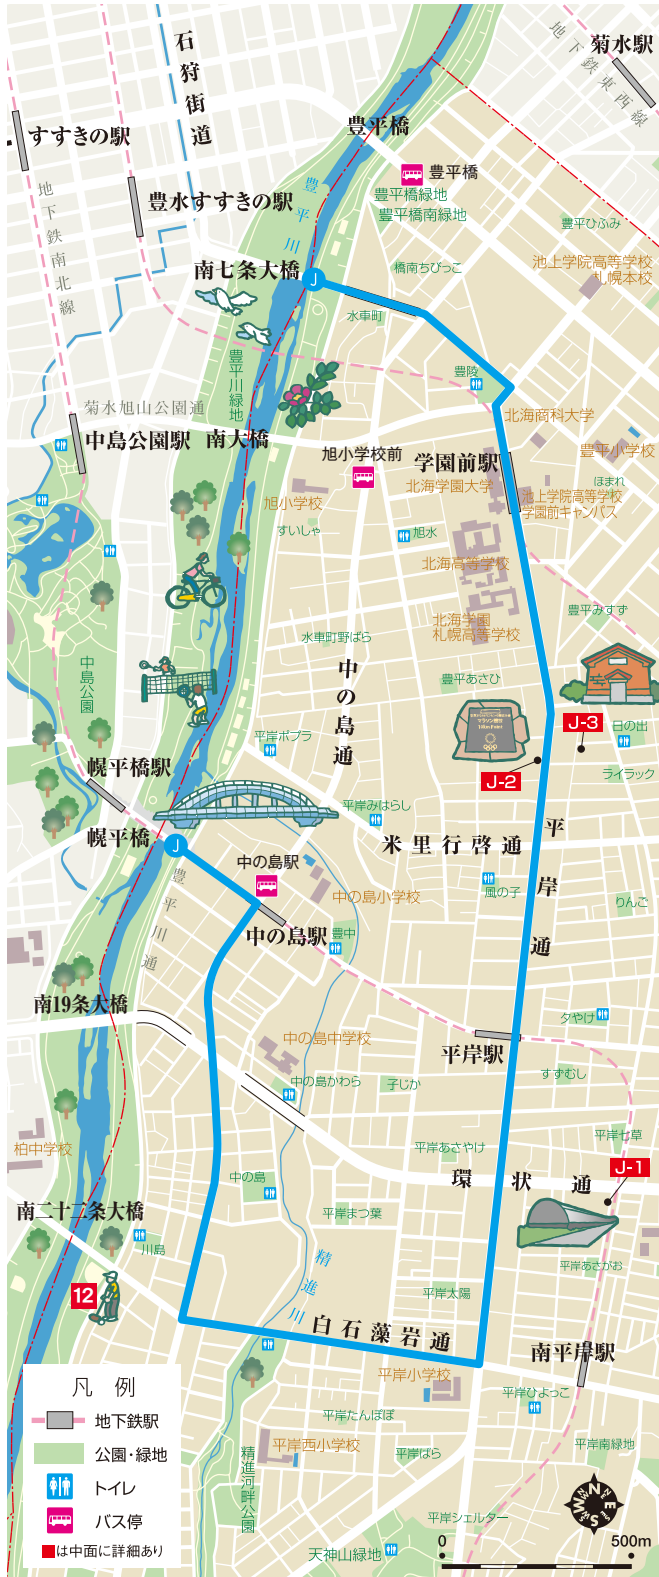 石狩街道
菊水駅
地下鉄東西線
豊平橋
すすきの駅
豊平橋
豊平橋緑地
豊平橋南緑地
地下鉄南北線
豊水すすきの駅
豊平川
豊平ひふみ
池上学院高等学校
札幌本校
南七条大橋
J
橋南ちびっこ
水車町
豊平川緑地
豊陵
菊水旭山公園通
北海商科大学
中島公園駅
南大橋
旭小学校前
学園前駅
豊平小学校
ほまれ
北海学園大学
池上学院高等学校
学園前キャンパス
旭小学校
すいしゃ
旭水
北海高等学校
豊平みすず
北海学園
札幌高等学校
水車町野ばら
中の島通
中島公園
豊平あさひ
J-3
日の出
平岸ポプラ
ライラック
J-2
幌平橋駅
平岸みはらし
幌平橋
米里行啓通
平岸通
J
中の島駅
豊平川通
中の島小学校
風の子
りんご
中の島駅
豊中
南19条大橋
夕やけ
中の島中学校
平岸駅
中の島かわら
子じか
すずむし
柏中学校
平岸七草
平岸あさやけ
J-1
中の島
環状通
南二十二条大橋
平岸まつ葉
川島
精進川
平岸あさがお
12
平岸太陽
白石藻岩通
南平岸駅
平岸小学校
平岸ひよっこ
平岸たんぽぽ
平岸西小学校
平岸ばら
平岸南緑地
精進河畔公園
平岸シェルター
天神山緑地
凡例
地下鉄駅
公園・緑地
トイレ
バス停
は中面に詳細あり
N
E
S
W
0
500m